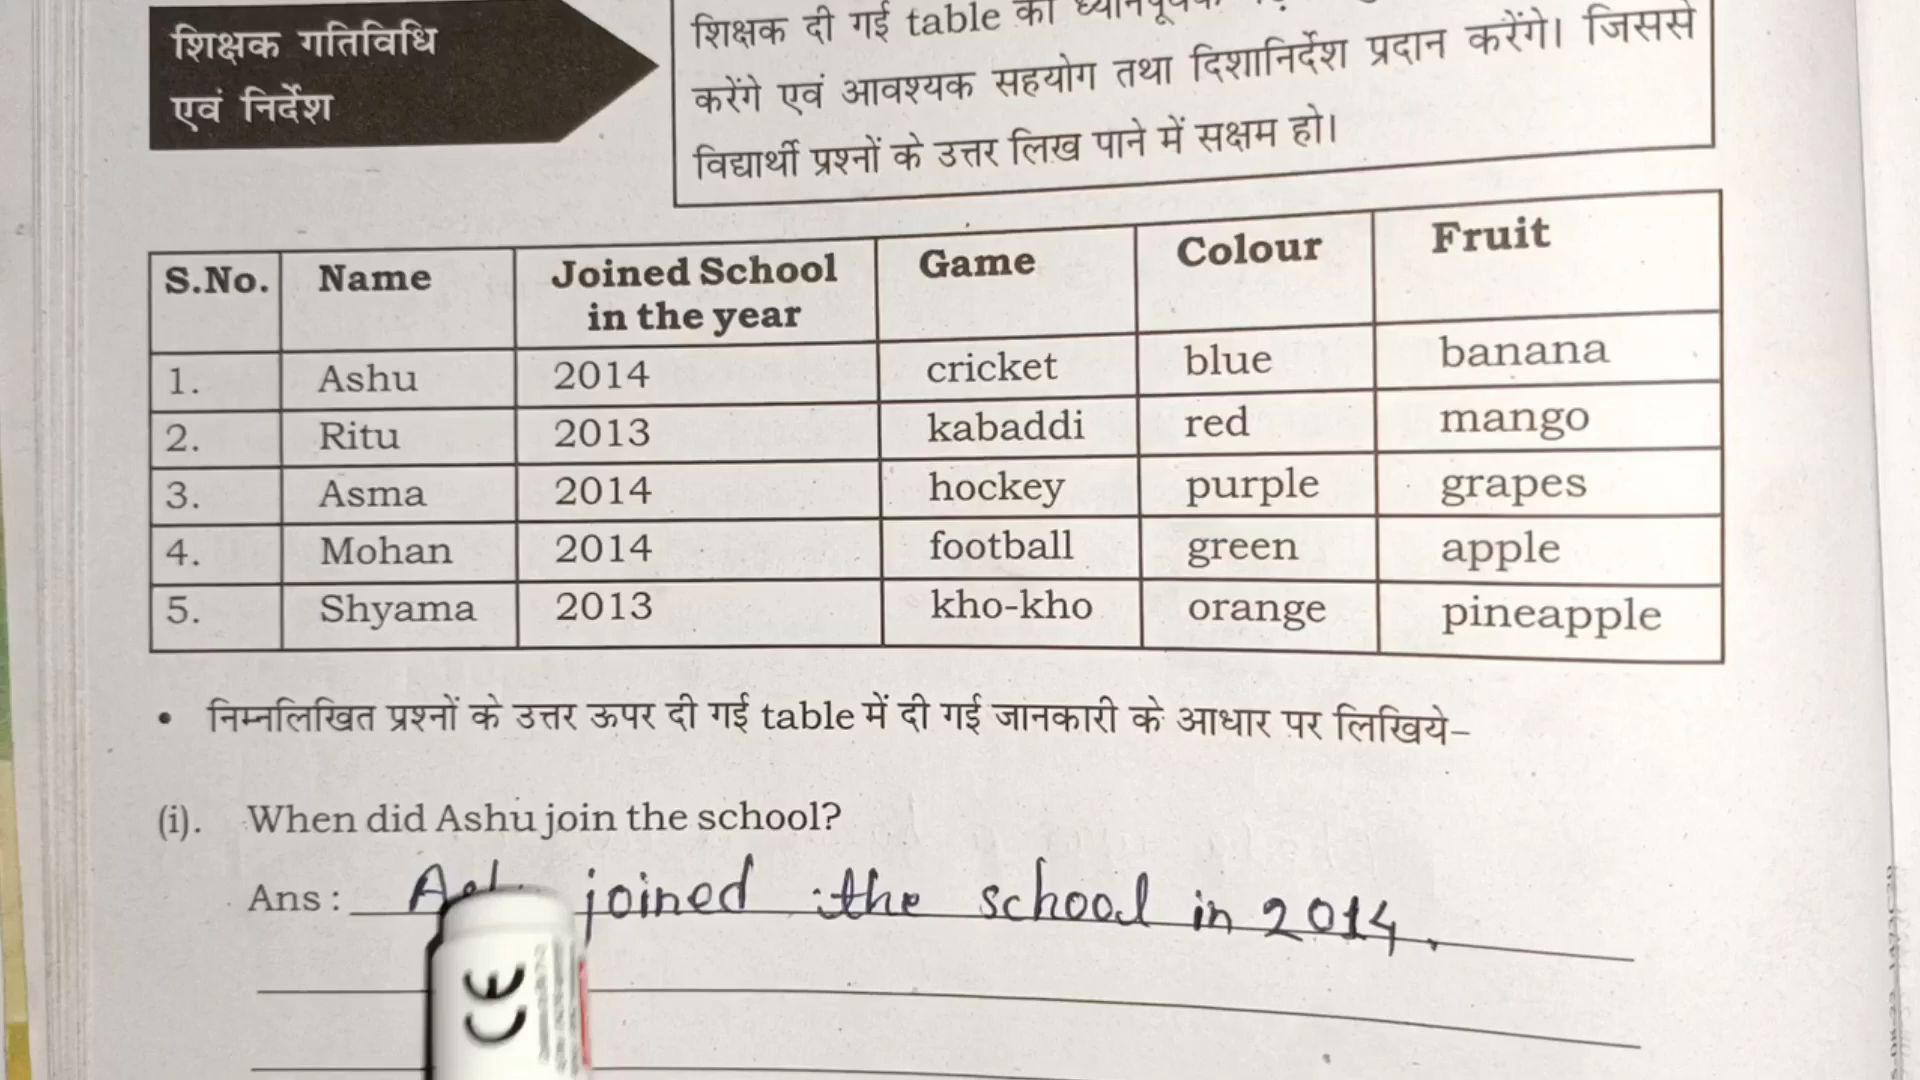 शिक्षक गतिविधि
एवं निर्देश
शिक्षक दी गई table को ध्यानपूर्वक
करेंगे एवं आवश्यक सहयोग तथा दिशानिर्देश प्रदान करेंगे। जिससे
विद्यार्थी प्रश्नों के उत्तर लिख पाने में सक्षम हो।
S.No. Name Joined School in the year Game Colour Fruit
1. Ashu 2014 cricket blue banana
2. Ritu 2013 kabaddi red mango
3. Asma 2014 hockey purple grapes
4. Mohan 2014 football green apple
5. Shyama 2013 kho-kho orange pineapple
• निम्नलिखित प्रश्नों के उत्तर ऊपर दी गई table में दी गई जानकारी के आधार पर लिखिये–
(i). When did Ashu join the school?
Ans : joined the school in 2014.
CE